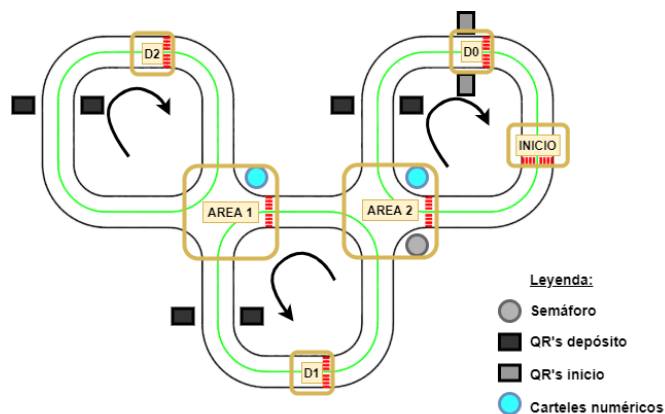 D2
D0
INICIO
AREA 1
AREA 2
D1
Leyenda:
Semáforo
QR's depósito
QR's inicio
Carteles numéricos